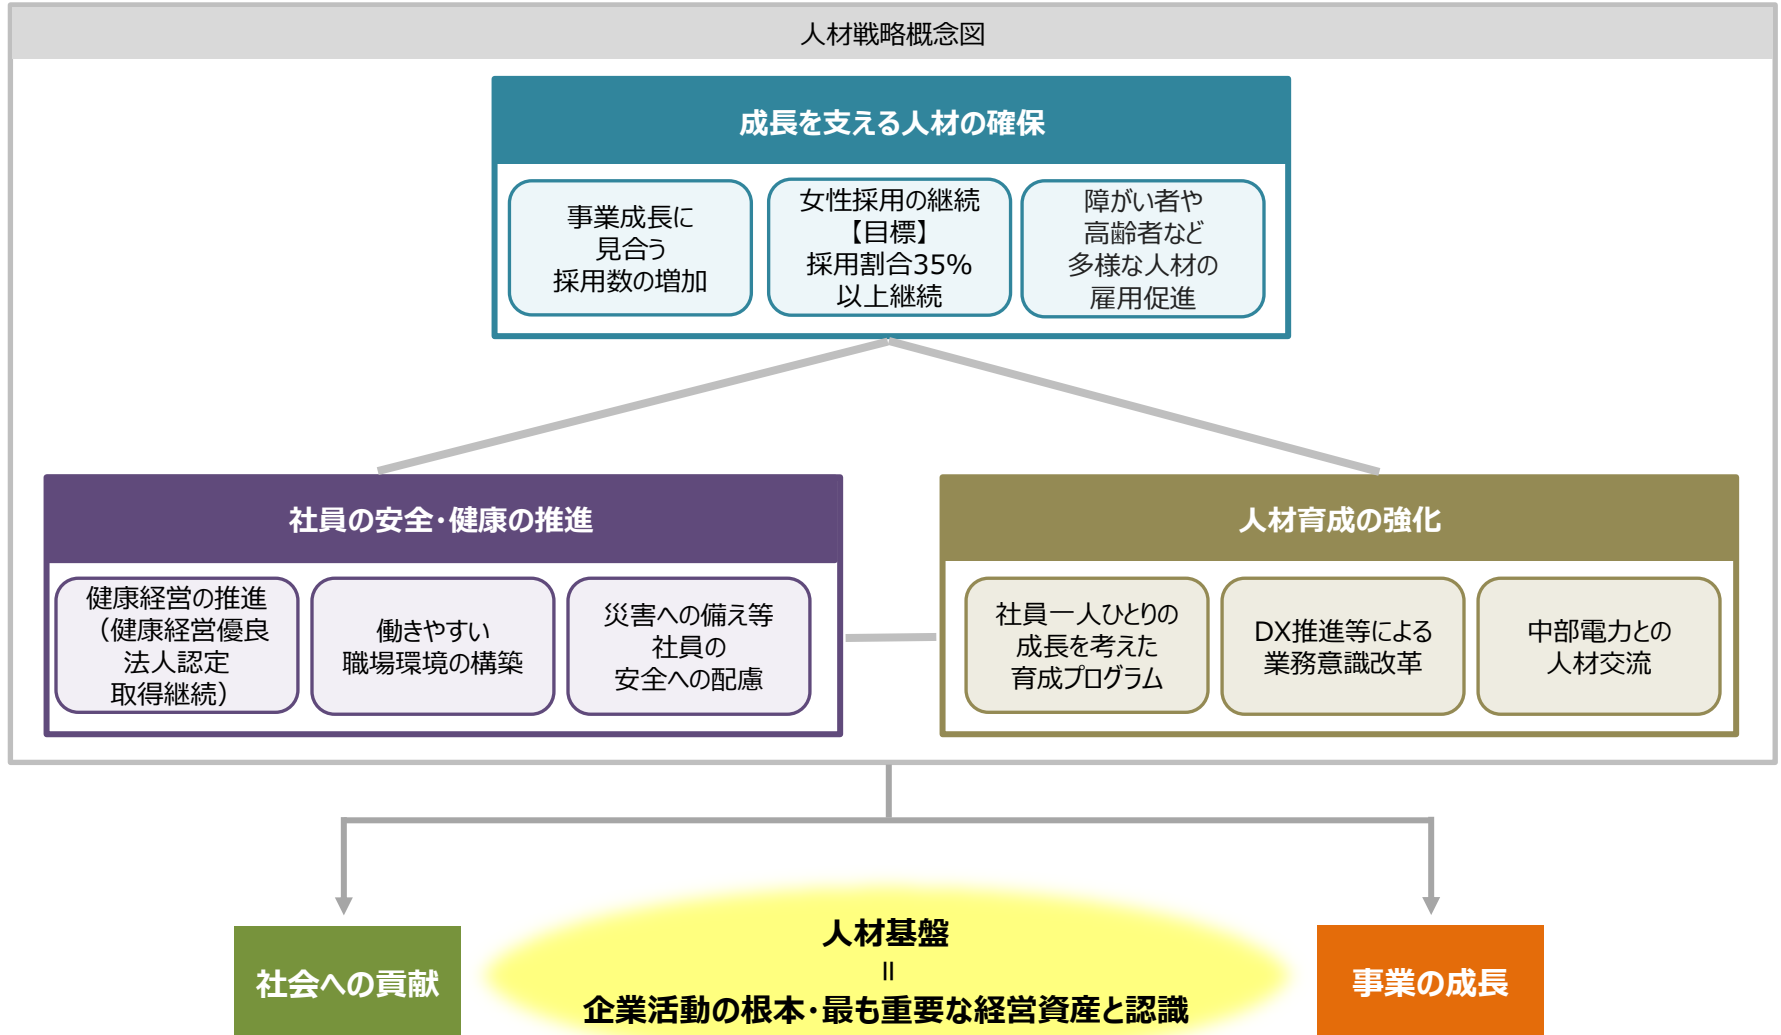 人材戦略概念図
成長を支える人材の確保
事業成長に
見合う
採用数の増加
女性採用の継続
【目標】
採用割合35%
以上継続
障がい者や
高齢者など
多様な人材の
雇用促進
社員の安全・健康の推進
健康経営の推進
（健康経営優良
法人認定
取得継続）
働きやすい
職場環境の構築
災害への備え等
社員の
安全への配慮
人材育成の強化
社員一人ひとりの
成長を考えた
育成プログラム
DX推進等による
業務意識改革
中部電力との
人材交流
社会への貢献
人材基盤
＝
企業活動の根本・最も重要な経営資産と認識
事業の成長